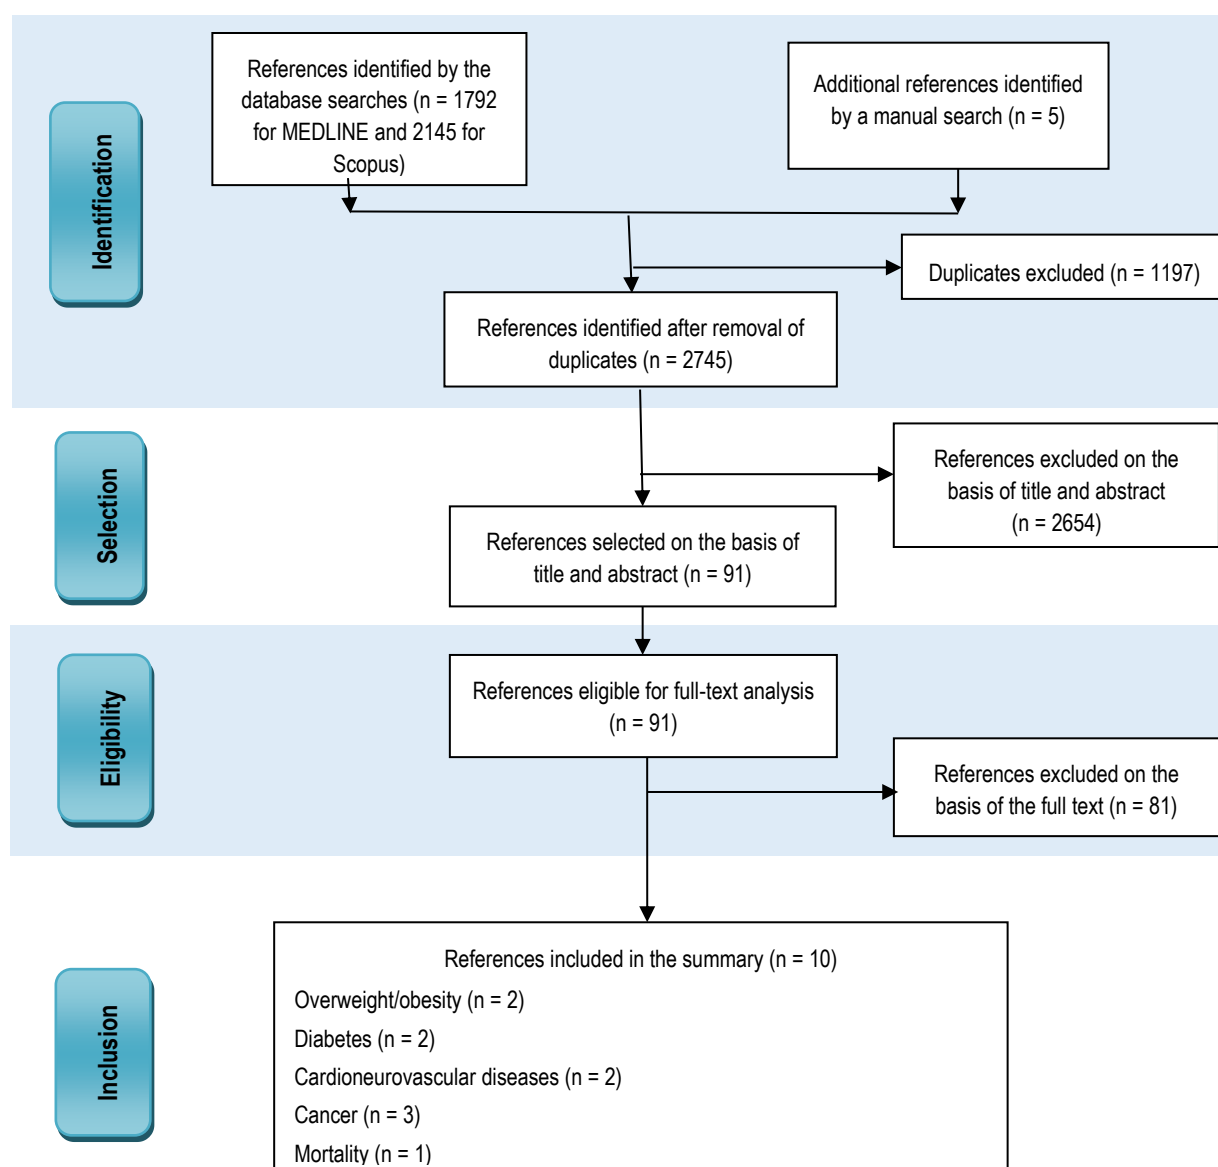 Identification
References identified by the
database searches (n = 1792
for MEDLINE and 2145 for
Scopus)
Additional references identified
by a manual search (n = 5)
Duplicates excluded (n = 1197)
References identified after removal of
duplicates (n = 2745)
Selection
References excluded on the
basis of title and abstract
(n = 2654)
References selected on the basis of
title and abstract (n = 91)
Eligibility
References eligible for full-text analysis
(n = 91)
References excluded on the
basis of the full text (n = 81)
Inclusion
References included in the summary (n = 10)
Overweight/obesity (n = 2)
Diabetes (n = 2)
Cardioneurovascular diseases (n = 2)
Cancer (n = 3)
Mortality (n = 1)